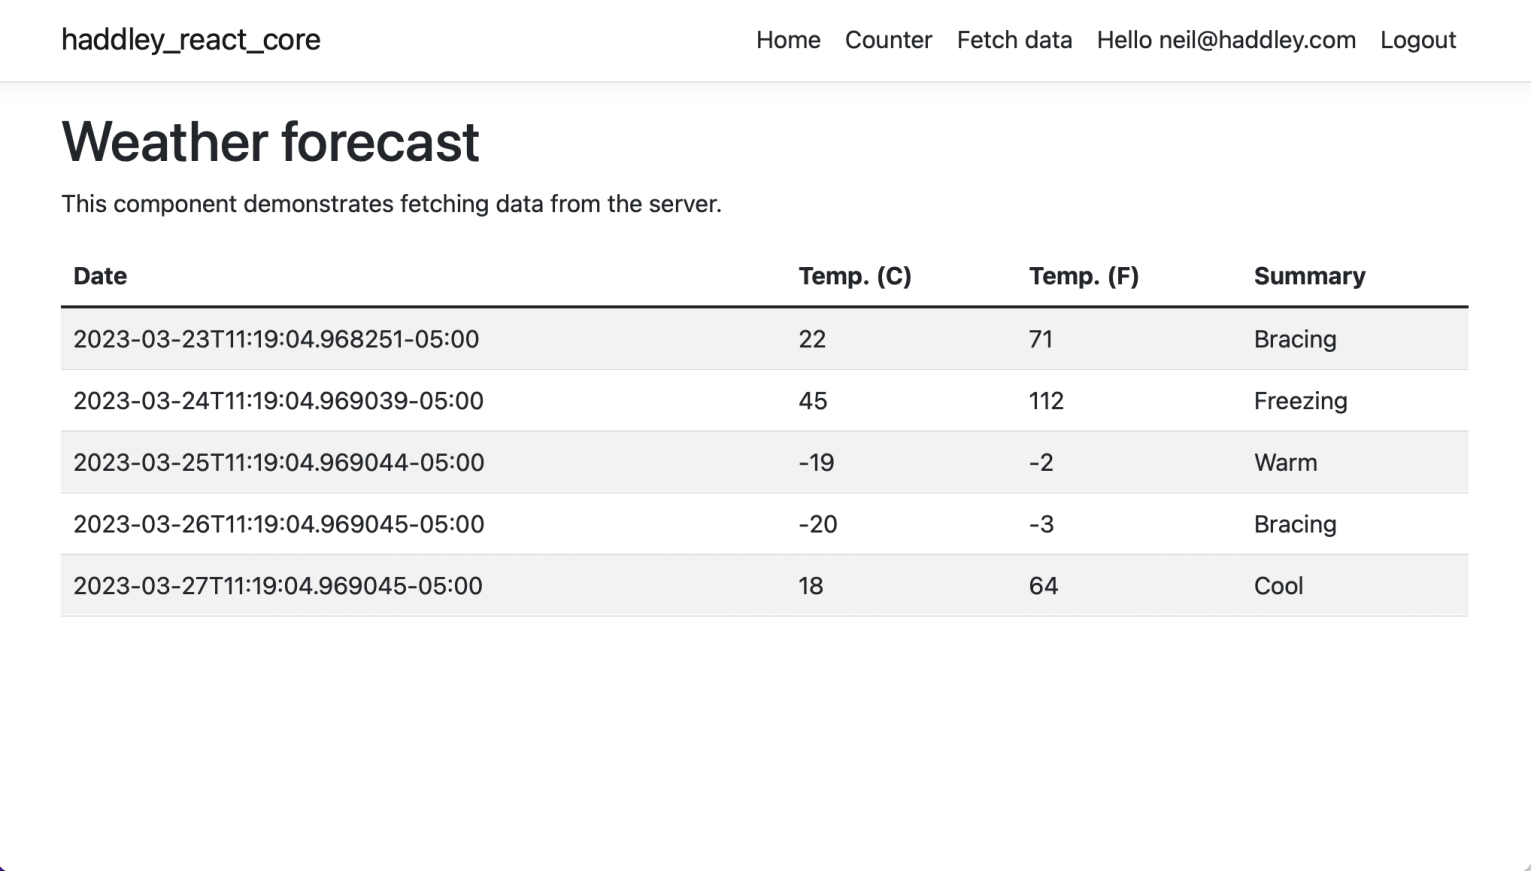 haddley_react_core Home Counter Fetch data Hello neil@haddley.com Logout
Weather forecast
This component demonstrates fetching data from the server.
Date Temp. (C) Temp. (F) Summary
2023-03-23T11:19:04.968251-05:00 22 71 Bracing
2023-03-24T11:19:04.969039-05:00 45 112 Freezing
2023-03-25T11:19:04.969044-05:00 -19 -2 Warm
2023-03-26T11:19:04.969045-05:00 -20 -3 Bracing
2023-03-27T11:19:04.969045-05:00 18 64 Cool